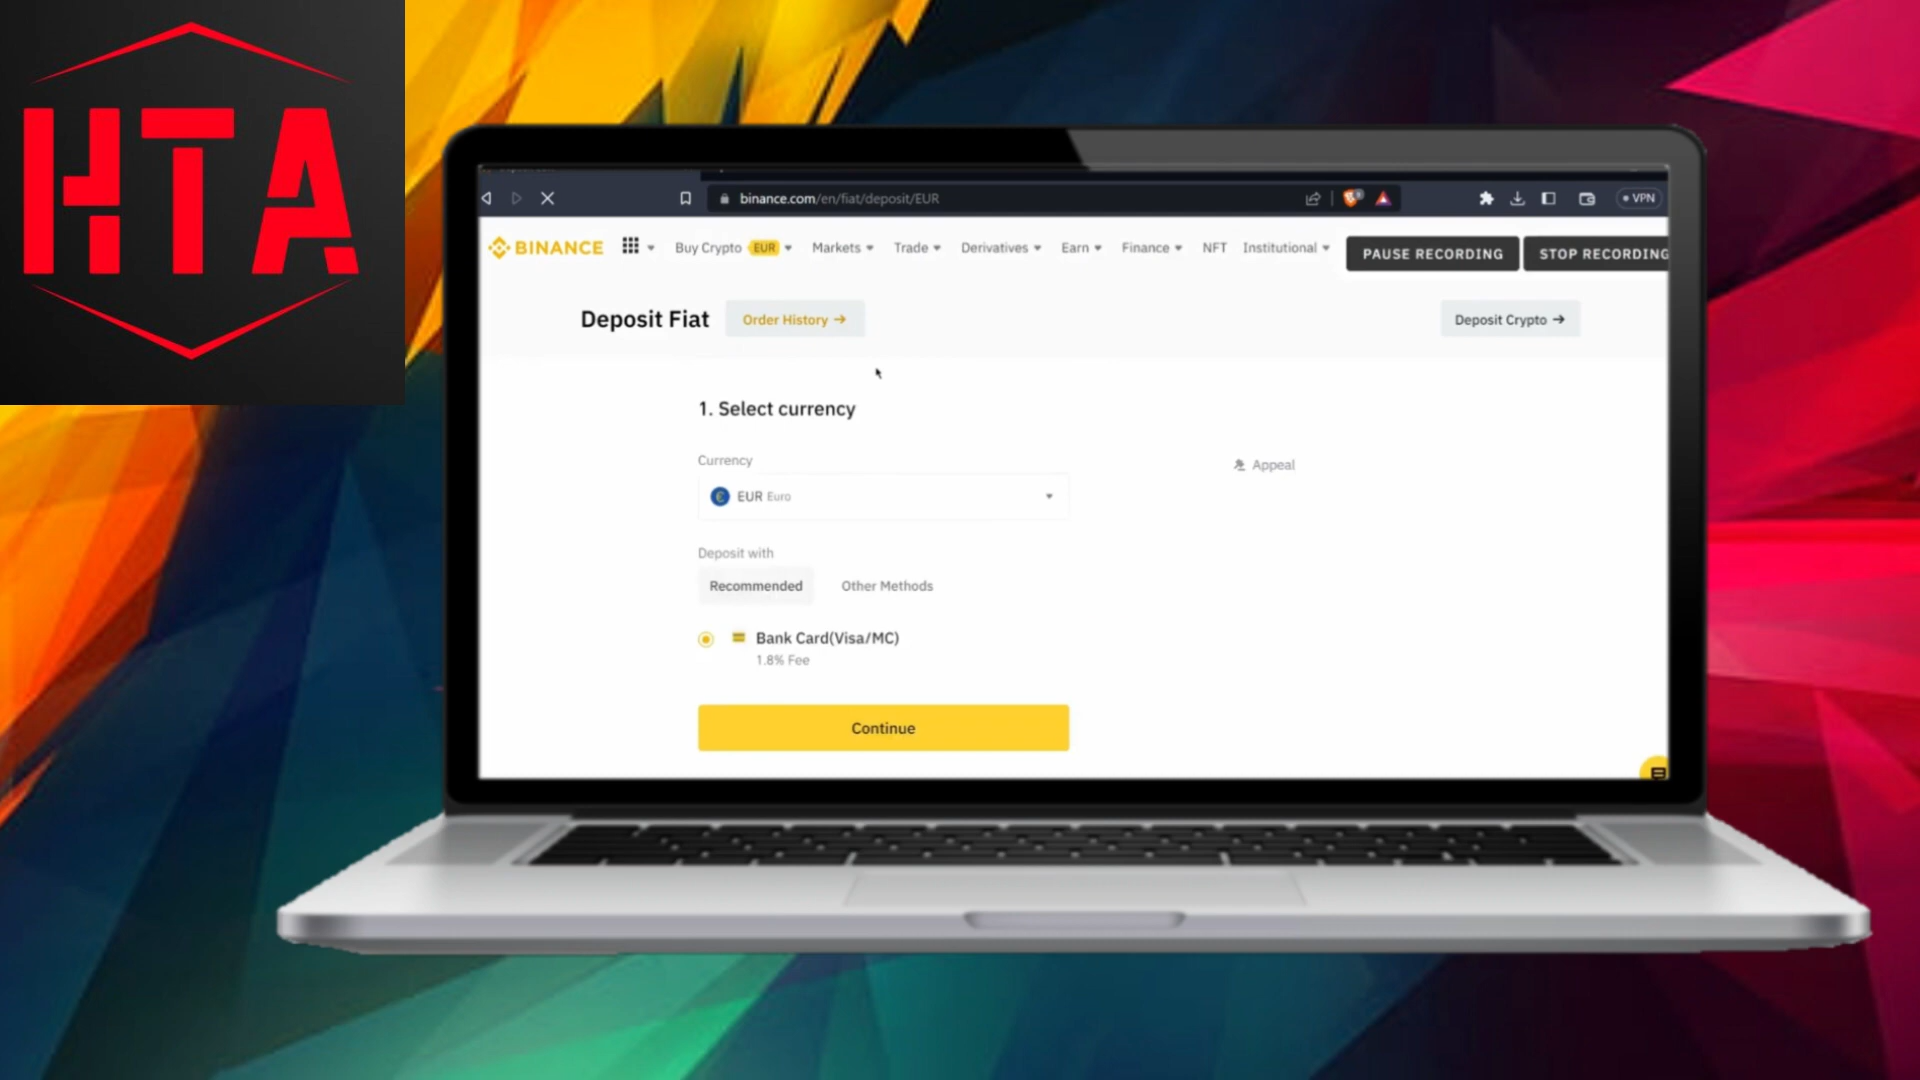 HTA
binance.com/en/fiat/deposit/EUR
VPN
BINANCE
Buy Crypto EUR
Markets
Trade
Derivatives
Earn
Finance
NFT
Institutional
PAUSE RECORDING
STOP RECORDING
Deposit Fiat
Order History →
Deposit Crypto →
1. Select currency
Currency
Appeal
EUR Euro
Deposit with
Recommended
Other Methods
Bank Card(Visa/MC)
1.8% Fee
Continue